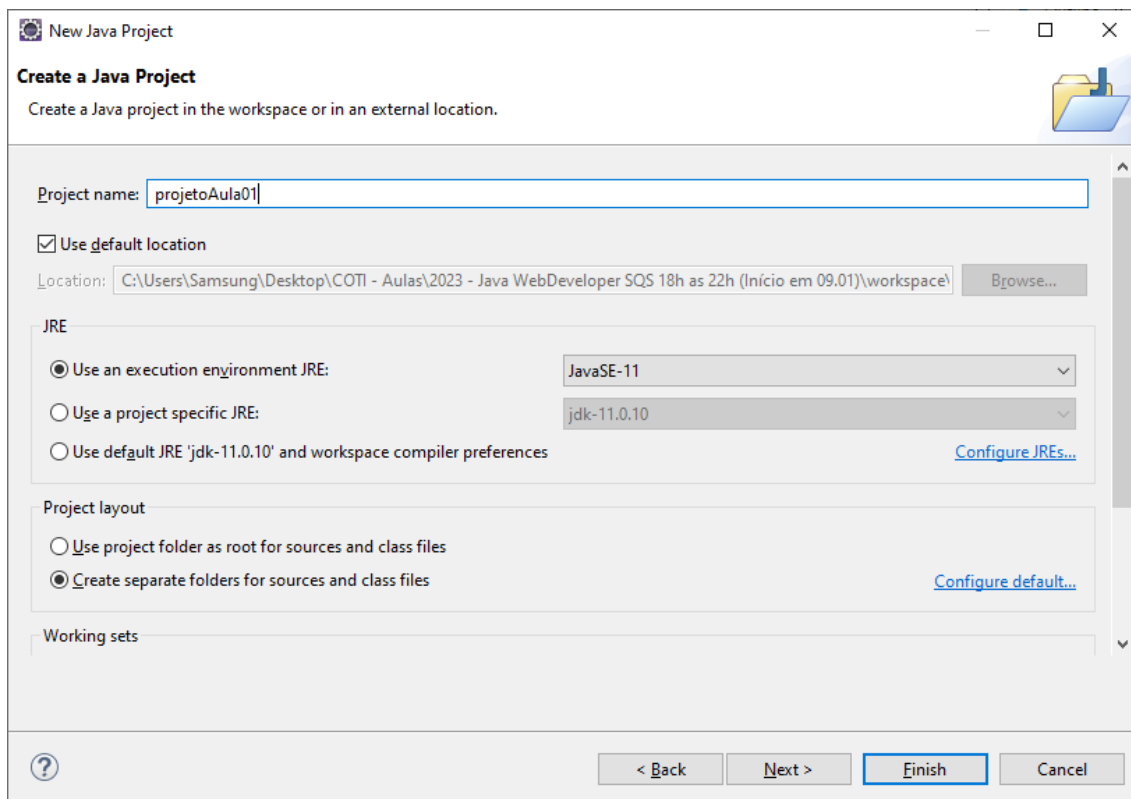 New Java Project
Create a Java Project
Create a Java project in the workspace or in an external location.
Project name: projetoAula01
Use default location
Location: C:\Users\Samsung\Desktop\COTI - Aulas\2023 - Java WebDeveloper SQS 18h as 22h (Início em 09.01)\workspace\ Browse...
JRE
Use an execution environment JRE: JavaSE-11
Use a project specific JRE: jdk-11.0.10
Use default JRE 'jdk-11.0.10' and workspace compiler preferences Configure JREs...
Project layout
Use project folder as root for sources and class files
Create separate folders for sources and class files Configure default...
Working sets
? < Back Next > Finish Cancel